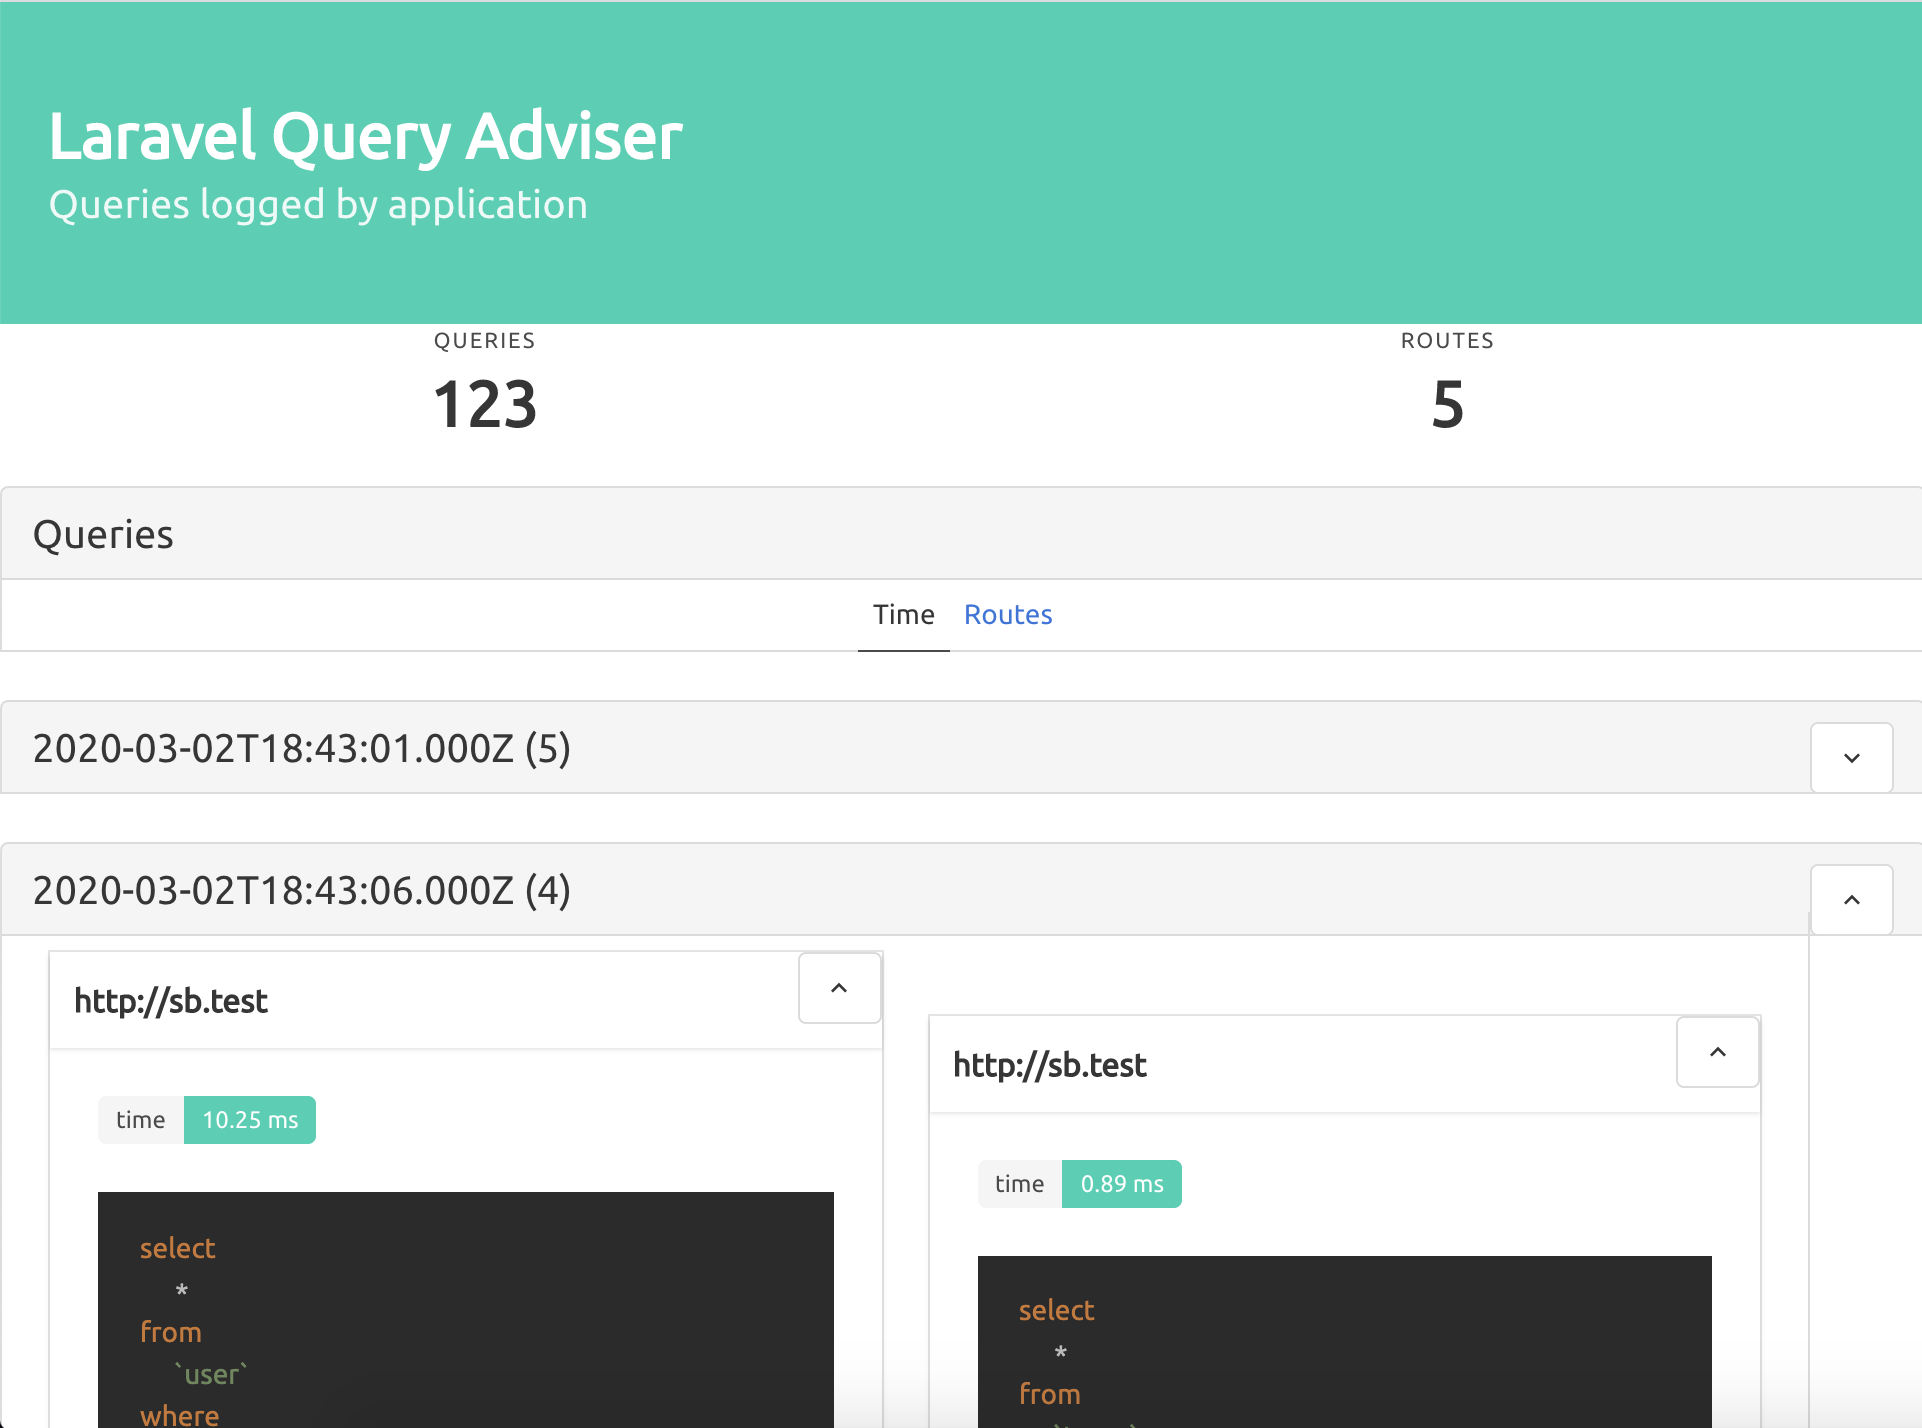 Laravel Query Adviser
Queries logged by application
QUERIES
123
ROUTES
5
Queries
Time Routes
2020-03-02T18:43:01.000Z (5)
2020-03-02T18:43:06.000Z (4)
http://sb.test
time 10.25 ms
select
*
from
`user`
where
http://sb.test
time 0.89 ms
select
*
from